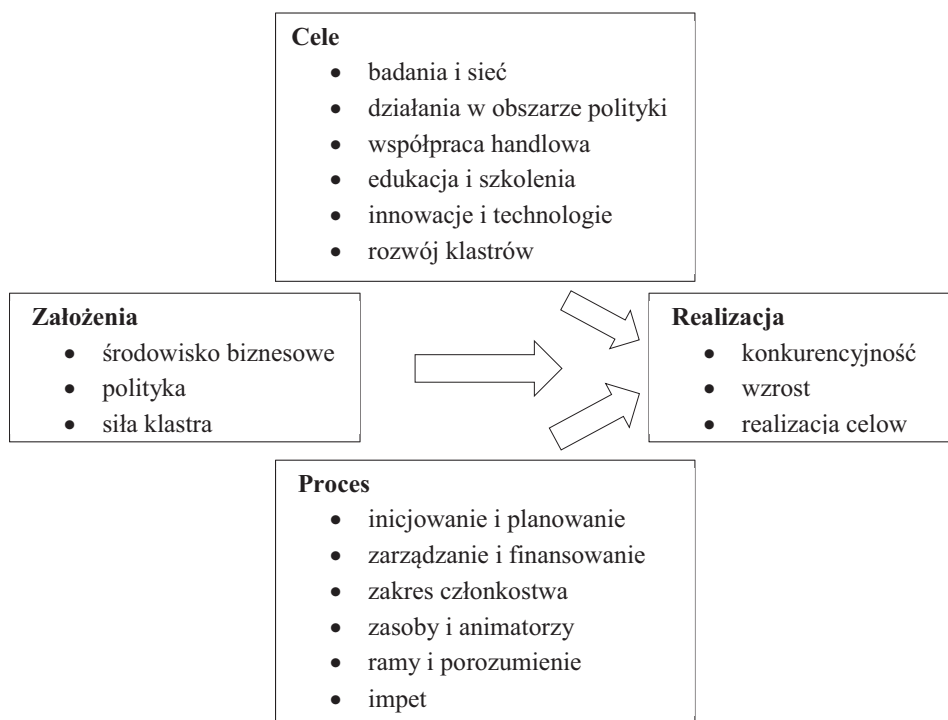 Cele
• badania i sieć
• działania w obszarze polityki
• współpraca handlowa
• edukacja i szkolenia
• innowacje i technologie
• rozwój klastrów
Założenia
• środowisko biznesowe
• polityka
• siła klastra
Realizacja
• konkurencyjność
• wzrost
• realizacja celow
Proces
• inicjowanie i planowanie
• zarządzanie i finansowanie
• zakres członkostwa
• zasoby i animatorzy
• ramy i porozumienie
• impet